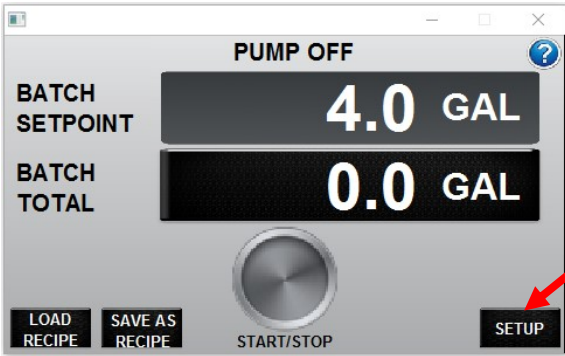 PUMP OFF
?
BATCH
SETPOINT
4.0 GAL
BATCH
TOTAL
0.0 GAL
LOAD
RECIPE
SAVE AS
RECIPE
START/STOP
SETUP